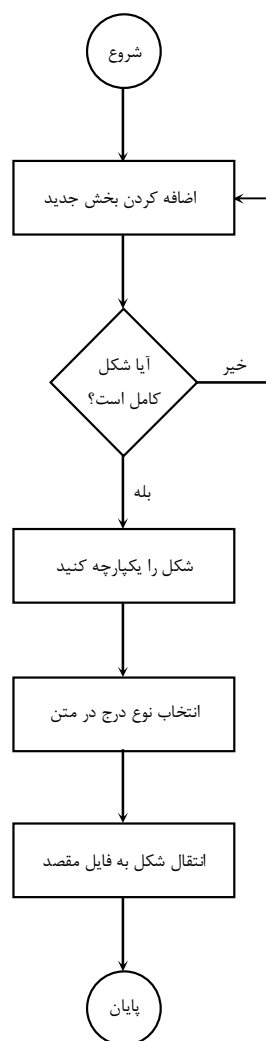 شروع
اضافه کردن بخش جدید
آیا شکل
کامل است؟
خیر
بله
شکل را یکپارچه کنید
انتخاب نوع درج در متن
انتقال شکل به فایل مقصد
پایان